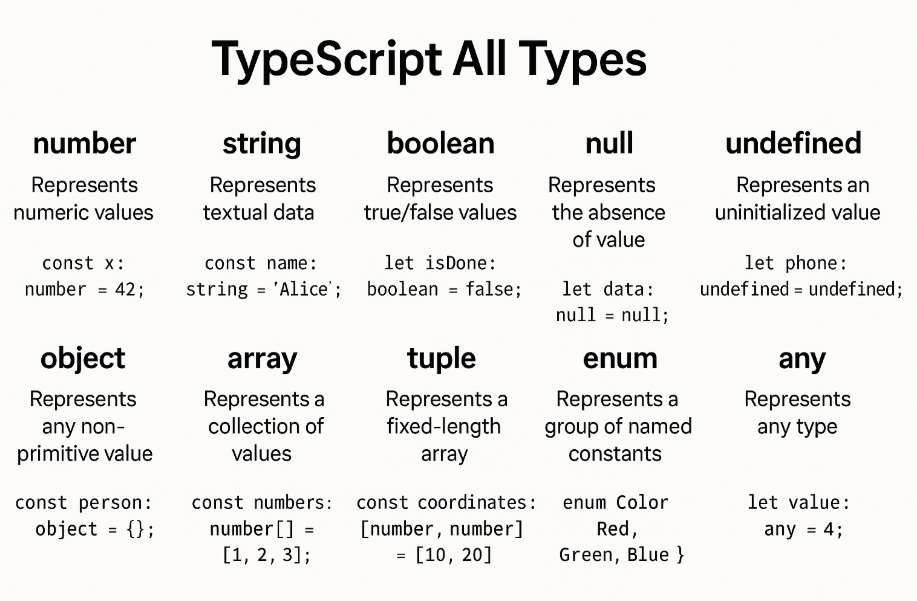 TypeScript All Types
number
Represents
numeric values
const x:
number = 42;
string
Represents
textual data
const name:
string = 'Alice';
boolean
Represents
true/false values
let isDone:
boolean = false;
null
Represents
the absence
of value
let data:
null = null;
undefined
Represents an
uninitialized value
let phone:
undefined = undefined;
object
Represents
any non-
primitive value
const person:
object = {};
array
Represents a
collection of
values
const numbers:
number[] =
[1, 2, 3];
tuple
Represents a
fixed-length
array
const coordinates:
[number, number]
= [10, 20]
enum
Represents a
group of named
constants
enum Color
Red,
Green, Blue }
any
Represents
any type
let value:
any = 4;